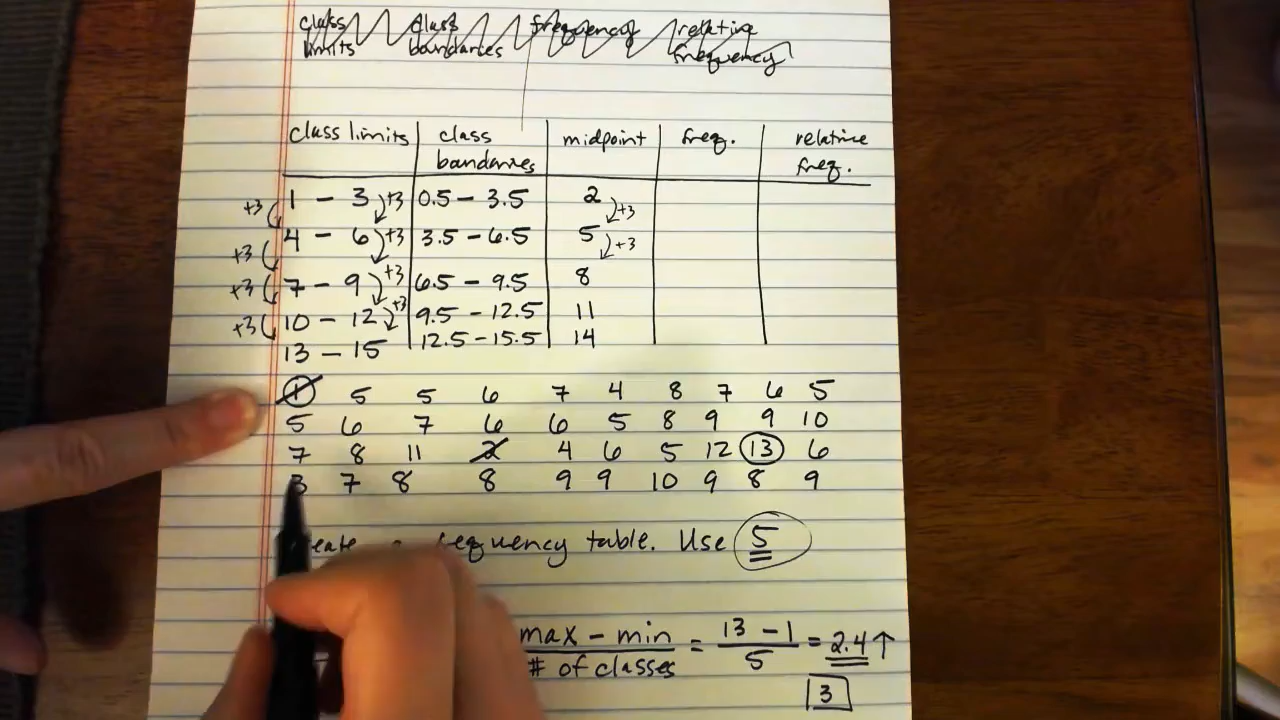 class class frequency relative
limits boundaries frequency
class limits class boundaries midpoint freq. relative freq.
+3 1 - 3 +3 0.5 - 3.5 2 +3
+3 4 - 6 +3 3.5 - 6.5 5 +3
+3 7 - 9 +3 6.5 - 9.5 8
+3 10 - 12 +3 9.5 - 12.5 11
13 - 15 12.5 - 15.5 14
1 5 5 6 7 4 8 7 6 5
5 6 7 6 6 5 8 9 9 10
7 8 11 2 4 6 5 12 13 6
3 7 8 8 9 9 10 9 8 9
table. Use 5
max - min = 13 - 1 = 2.4 ↑
# of classes 5
3